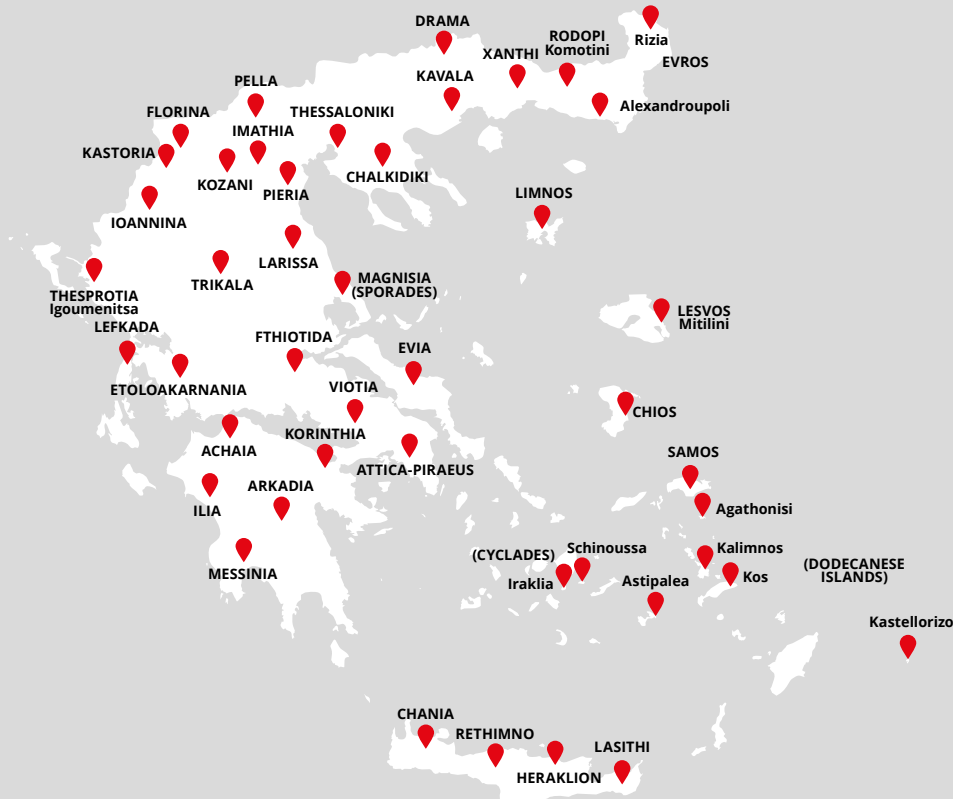 DRAMA
RODOPI
Komotini
Rizia
XANTHI
EVROS
KAVALA
PELLA
Alexandroupoli
FLORINA
THESSALONIKI
IMATHIA
KASTORIA
CHALKIDIKI
KOZANI
PIERIA
LIMNOS
IOANNINA
LARISSA
TRIKALA
MAGNISIA
(SPORADES)
THESPROTIA
Igoumenitsa
LESVOS
Mitilini
LEFKADA
FTHIOTIDA
EVIA
VIOTIA
ETOLOAKARNANIA
CHIOS
KORINTHIA
ACHAIA
SAMOS
ATTICA-PIRAEUS
ARKADIA
ILIA
Agathonisi
Schinoussa
Kalimnos
(CYCLADES)
(DODECANESE
ISLANDS)
MESSINIA
Iraklia
Astipalea
Kos
Kastellorizo
CHANIA
RETHIMNO
LASITHI
HERAKLION